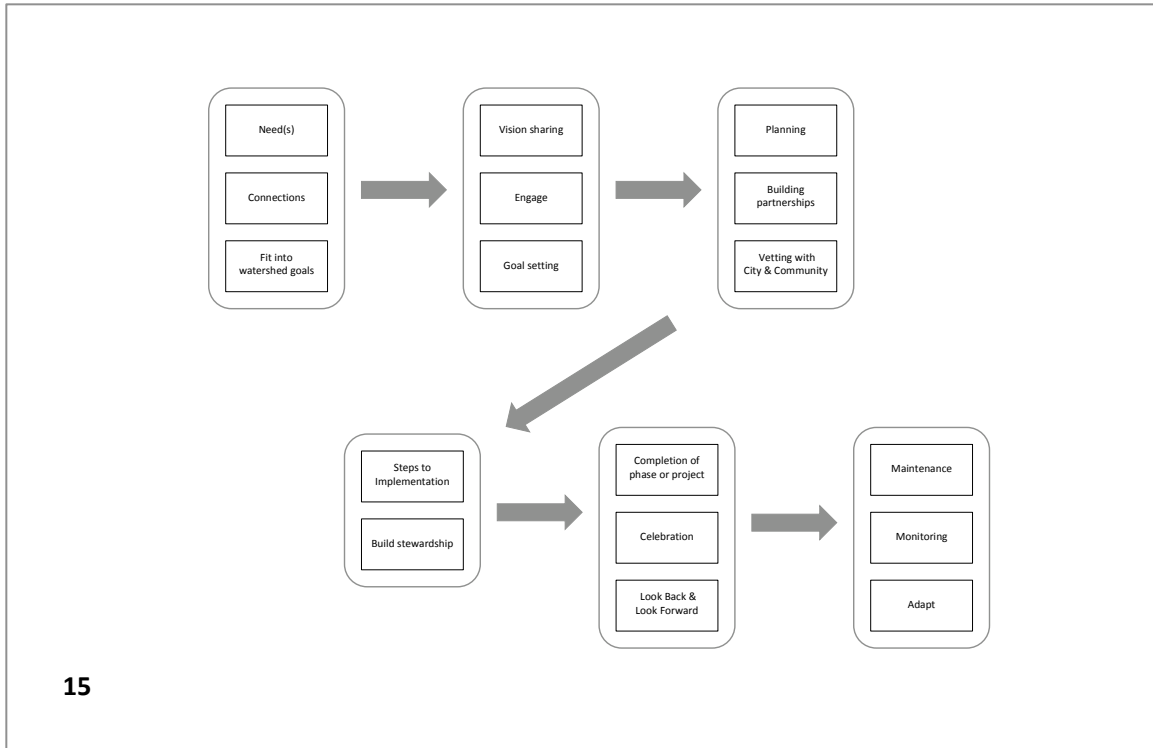 Need(s)
Connections
Fit into
watershed goals
Vision sharing
Engage
Goal setting
Planning
Building
partnerships
Vetting with
City & Community
Steps to
Implementation
Build stewardship
Completion of
phase or project
Celebration
Look Back &
Look Forward
Maintenance
Monitoring
Adapt
15